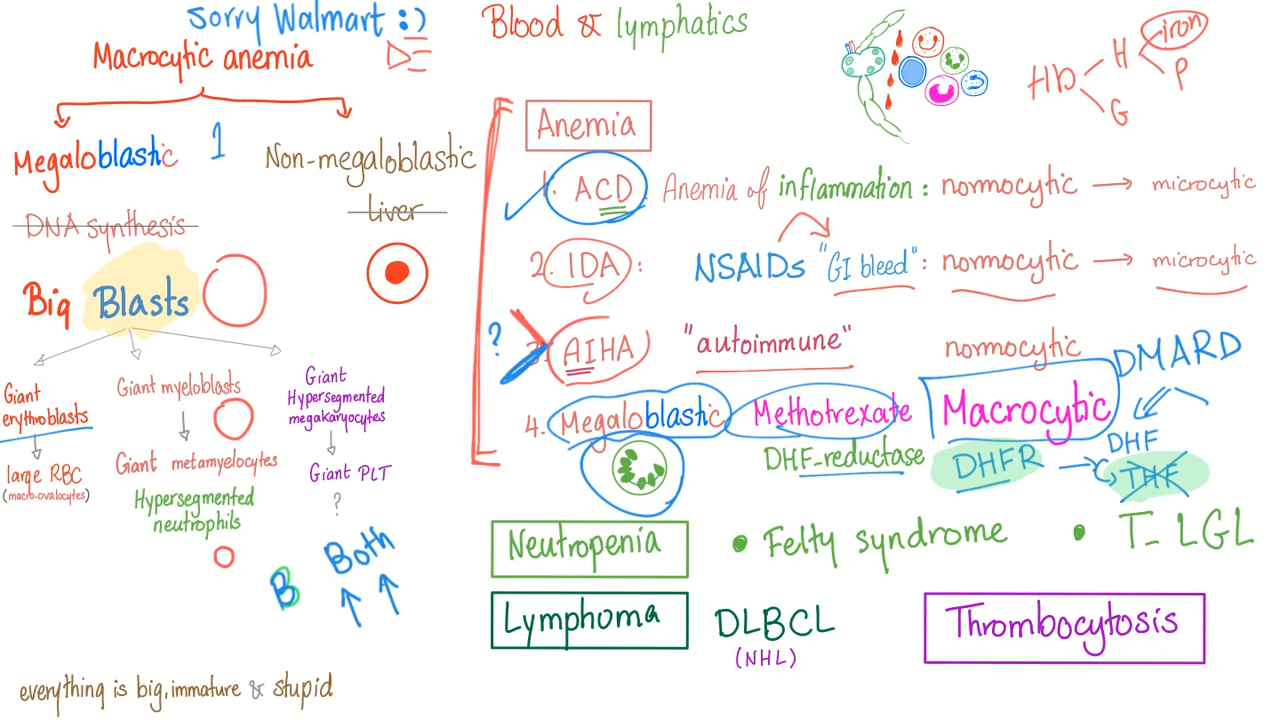 sorry Walmart :)
Macrocytic anemia
Megaloblastic
1
Non-megaloblastic
DNA synthesis
liver
Big Blasts
Giant
erythroblasts
large RBC
(macro-ovalocytes)
Giant myeloblasts
Giant metamyelocytes
Hypersegmented
neutrophils
Giant
Hypersegmented
megakaryocytes
Giant PLT
?
B
Both
everything is big, immature & stupid
Blood & lymphatics
Hb
H
iron
P
G
Anemia
1. ACD: Anemia of inflammation: normocytic → microcytic
2. IDA: NSAIDs "GI bleed": normocytic → microcytic
?
3. AIHA "autoimmune" normocytic
DMARD
4. Megaloblastic Methotrexate Macrocytic
DHF-reductase
DHFR →
DHF
THF
Neutropenia • Felty syndrome • T-LGL
Lymphoma DLBCL
(NHL)
Thrombocytosis